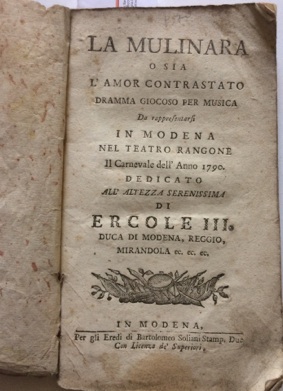 LA MULINARA
O SIA
L'AMOR CONTRASTATO
DRAMMA GIOCOSO PER MUSICA
Da rappresentarsi
IN MODENA
NEL TEATRO RANGONE
Il Carnevale dell' Anno 1790.
DEDICATO
ALL' ALTEZZA SERENISSIMA
DI
ERCOLE III.
DUCA DI MODENA, REGGIO,
MIRANDOLA ec. ec. ec.
IN MODENA,
Per gli Eredi di Bartolomeo Soliani Stamp. Duc.
Con Licenza de' Superiori.